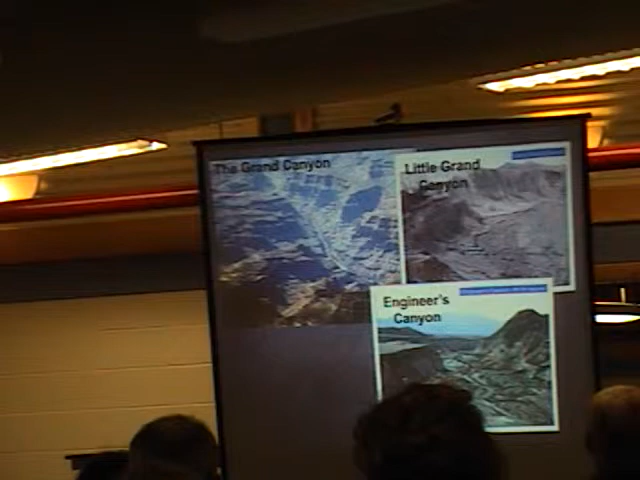 The Grand Canyon
Little Grand
Canyon
Engineer's
Canyon